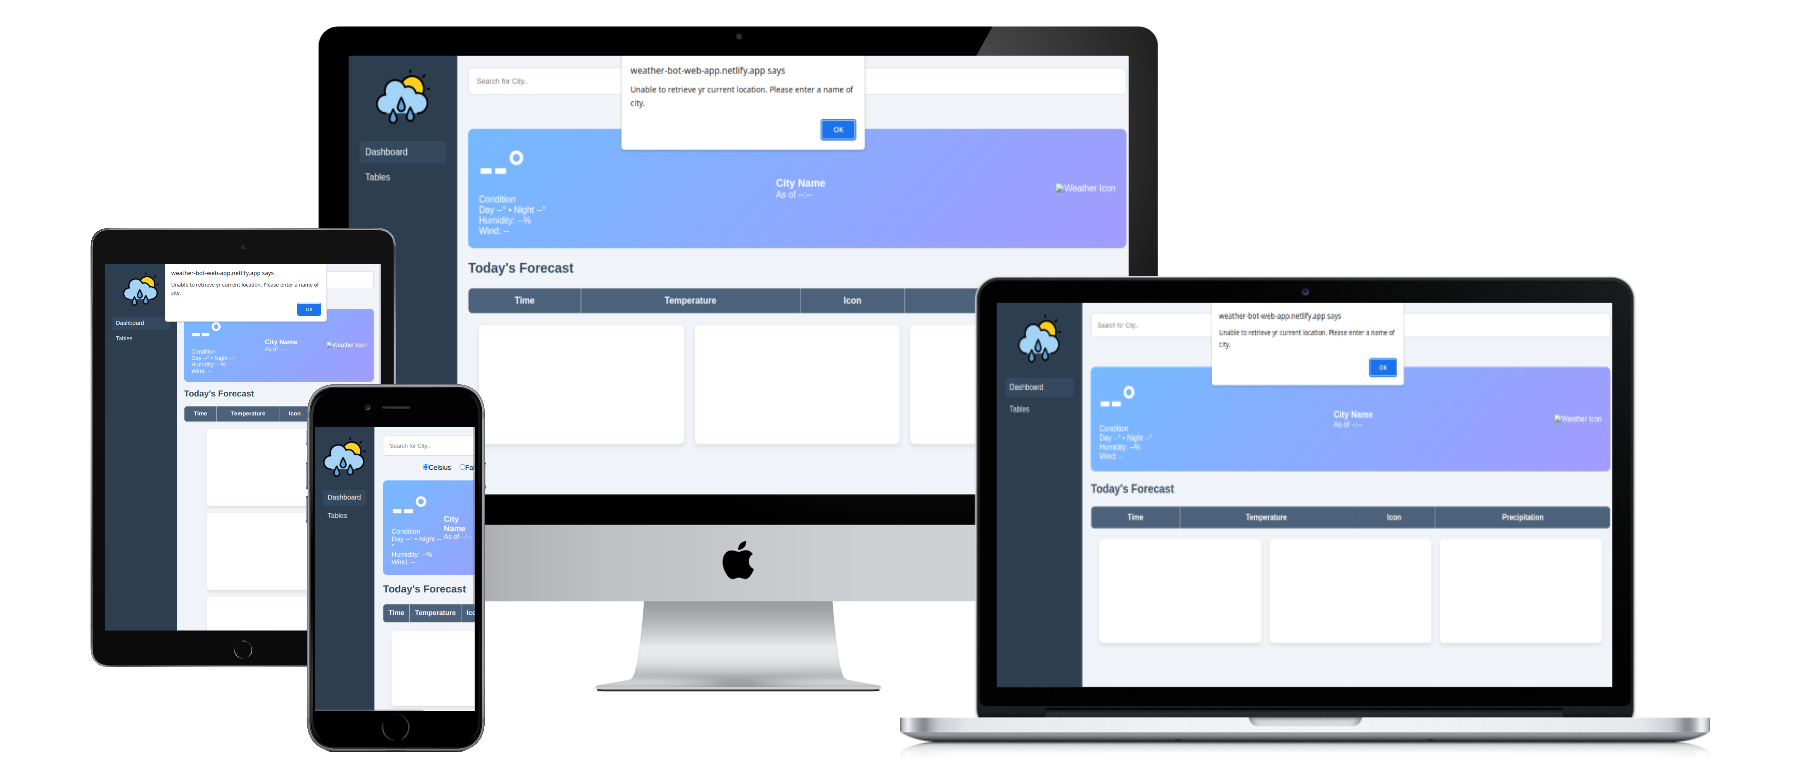 weather-bot-web-app.netlify.app says
Search for City..
Unable to retrieve yr current location. Please enter a name of
city.
OK
Dashboard
Tables
--°
City Name
As of --:--
Weather Icon
Condition
Day --° • Night --°
Humidity: --%
Wind: --
Today's Forecast
Time Temperature Icon
weather-bot-web-app.netlify.app says
Unable to retrieve yr current location. Please enter a name of
city.
OK
Dashboard
Tables
--°
City Name
As of --:--
Weather Icon
Condition
Day --° • Night --°
Humidity: --%
Wind: --
Today's Forecast
Time Temperature Icon
Search for City..
Celsius Fa
Dashboard
Tables
--°
City
Name
As of --:--
Condition
Day --° • Night --
°
Humidity: --%
Wind: --
Today's Forecast
Time Temperature Ico
weather-bot-web-app.netlify.app says
Search for City..
Unable to retrieve yr current location. Please enter a name of
city.
OK
Dashboard
Tables
--°
City Name
As of --:--
Weather Icon
Condition
Day --° • Night --°
Humidity: --%
Wind: --
Today's Forecast
Time Temperature Icon Precipitation